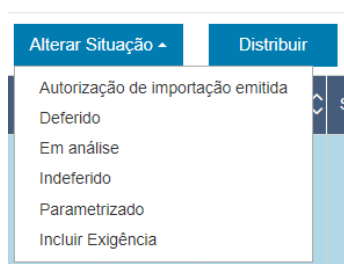 Alterar Situação
Distribuir
Autorização de importação emitida
Deferido
Em análise
Indeferido
Parametrizado
Incluir Exigência